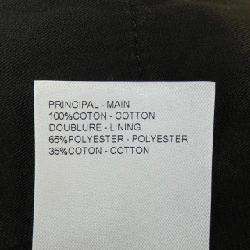 PRINCIPAL - MAIN
100%COTON - COTTON
DOUBLURE - LINING
65%POLYESTER - POLYESTER
35%COTON - COTTON